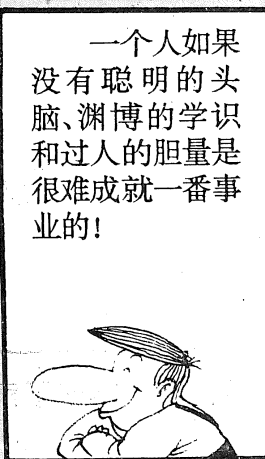 一个人如果
没有聪明的头
脑、渊博的学识
和过人的胆量是
很难成就一番事
业的!